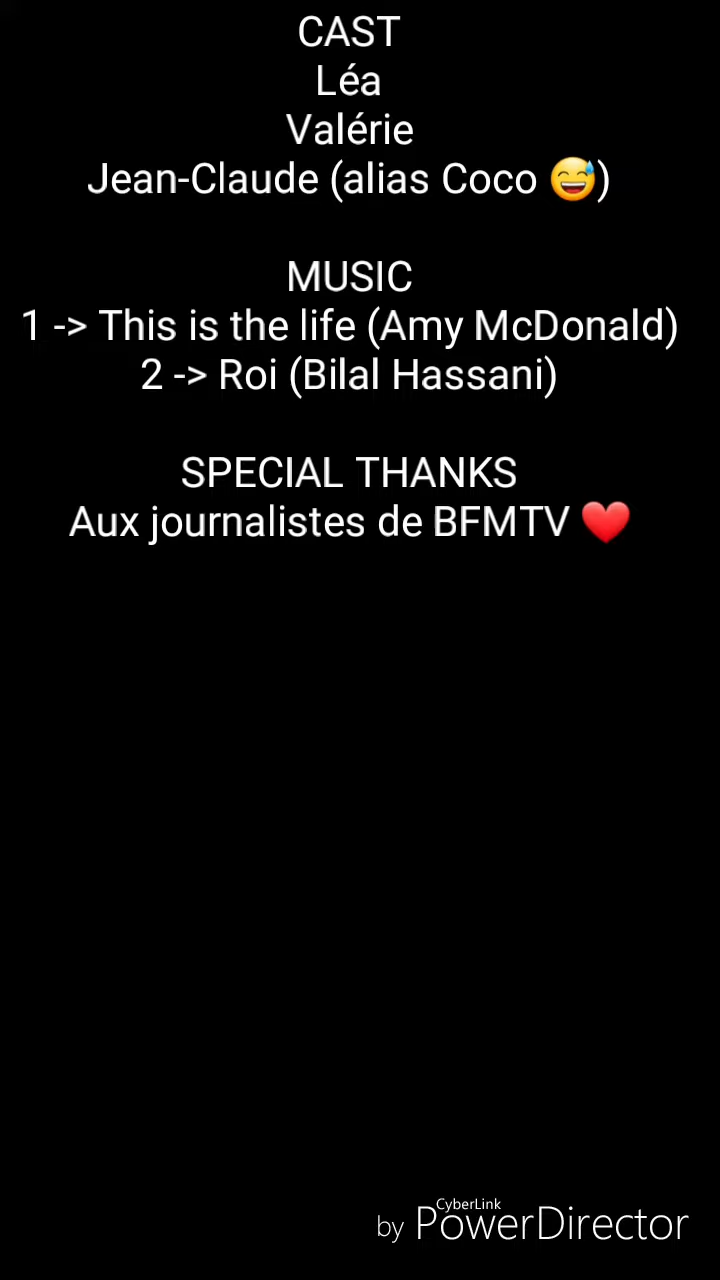 CAST
Léa
Valérie
Jean-Claude (alias Coco 😅)
MUSIC
1 -> This is the life (Amy McDonald)
2 -> Roi (Bilal Hassani)
SPECIAL THANKS
Aux journalistes de BFMTV ❤️
CyberLink
by PowerDirector